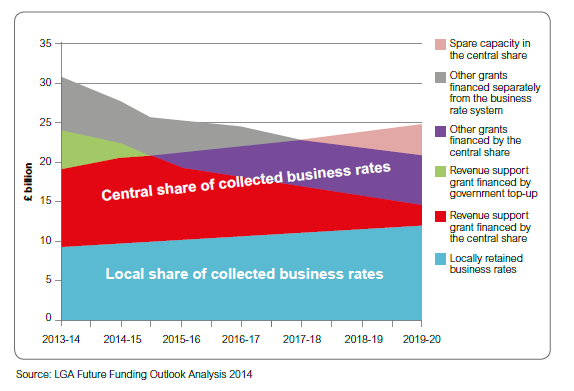 35
30
25
20
15
10
5
0
£ billion
Central share of collected business rates
Local share of collected business rates
2013-14 2014-15 2015-16 2016-17 2017-18 2018-19 2019-20
Spare capacity in
the central share
Other grants
financed separately
from the business
rate system
Other grants
financed by the
central share
Revenue support
grant financed by
government top-up
Revenue support
grant financed by
the central share
Locally retained
business rates
Source: LGA Future Funding Outlook Analysis 2014